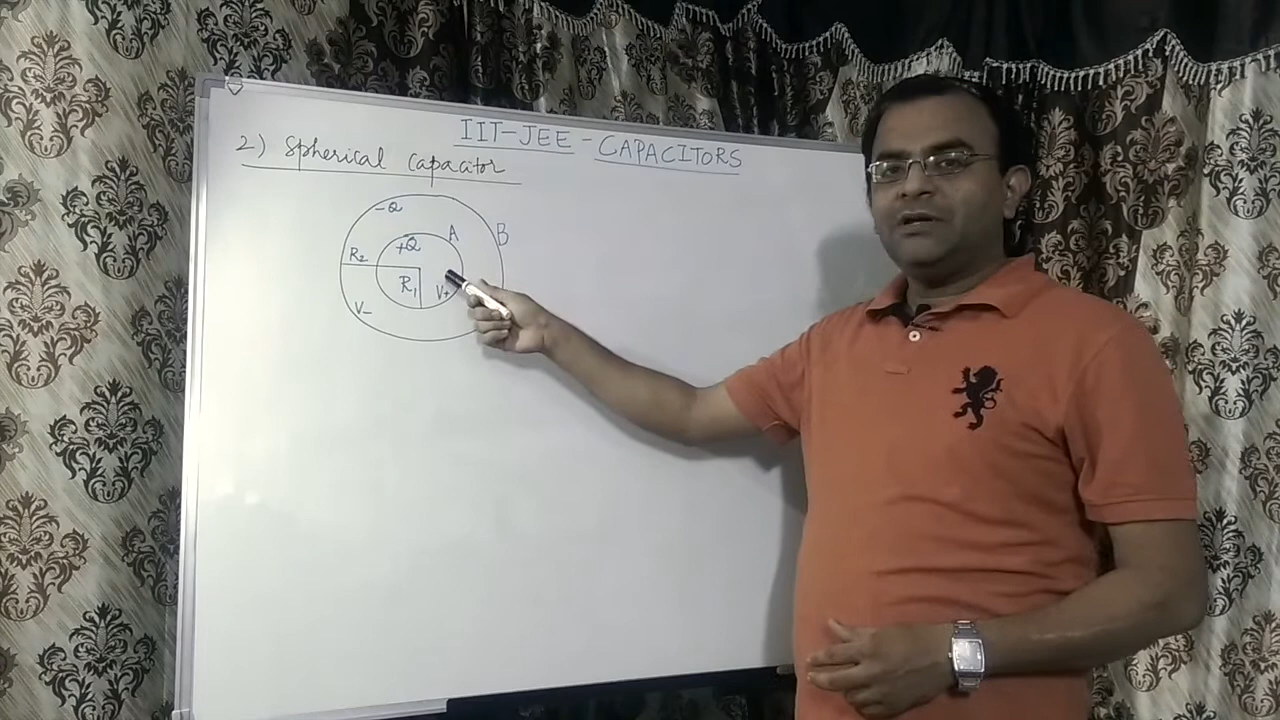 IIT-JEE-CAPACITORS
2) Spherical Capacitor
-Q
+Q
A
B
R₂
R₁
V+
V-